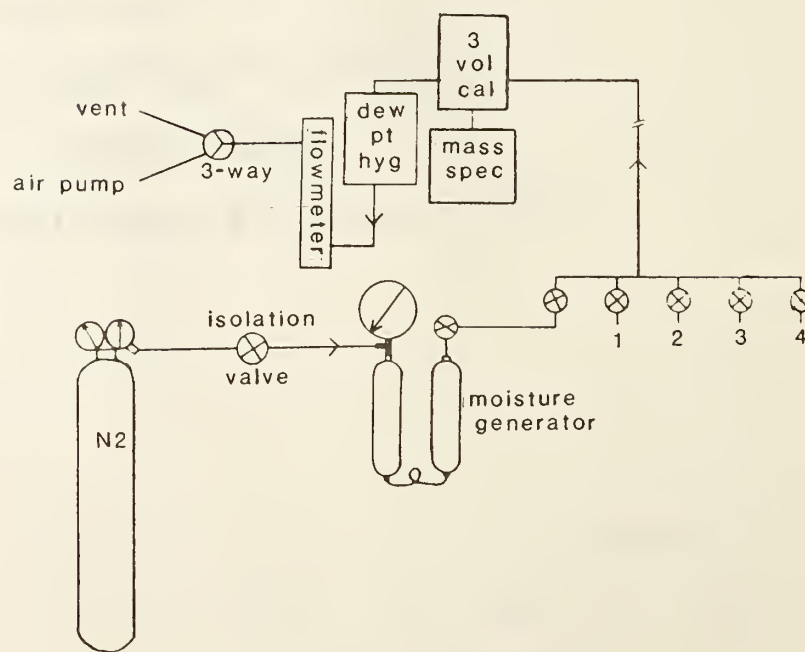 3
vol
cal
vent
dew
pt
hyg
flowmeter
mass
spec
3-way
air pump
isolation
valve
1
2
3
4
moisture
generator
N2